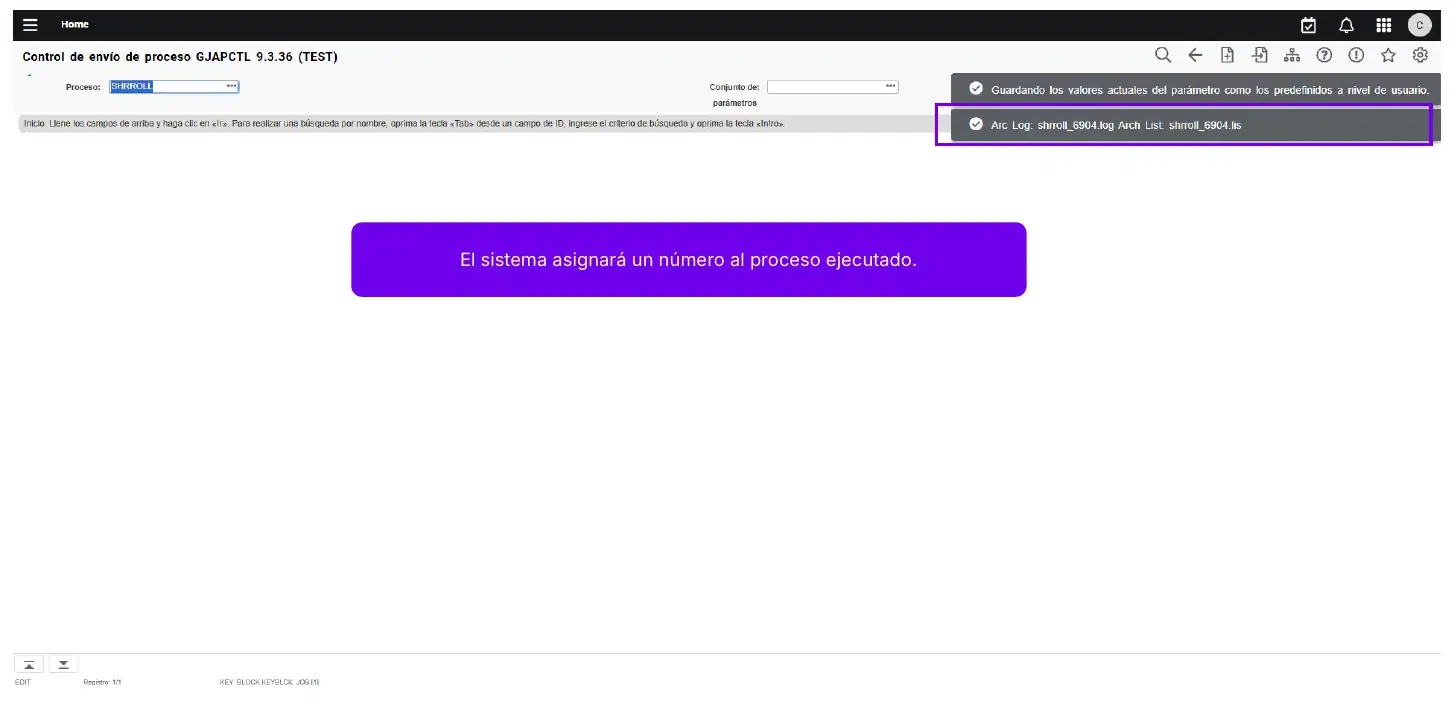 Home
C
Control de envío de proceso GJAPCTL 9.3.36 (TEST)
Proceso: SHRROLL ...
Conjunto de: ...
parámetros
Guardando los valores actuales del parámetro como los predefinidos a nivel de usuario.
Inicio Llene los campos de arriba y haga clic en «Ir». Para realizar una búsqueda por nombre, oprima la tecla «Tab» desde un campo de ID, ingrese el criterio de búsqueda y oprima la tecla «Intro».
Arc Log: shrroll_6904.log Arch List: shrroll_6904.lis
El sistema asignará un número al proceso ejecutado.
EDIT
Registro: 1/1
KEY_BLOCK.KEYBLCK_JOB [1]